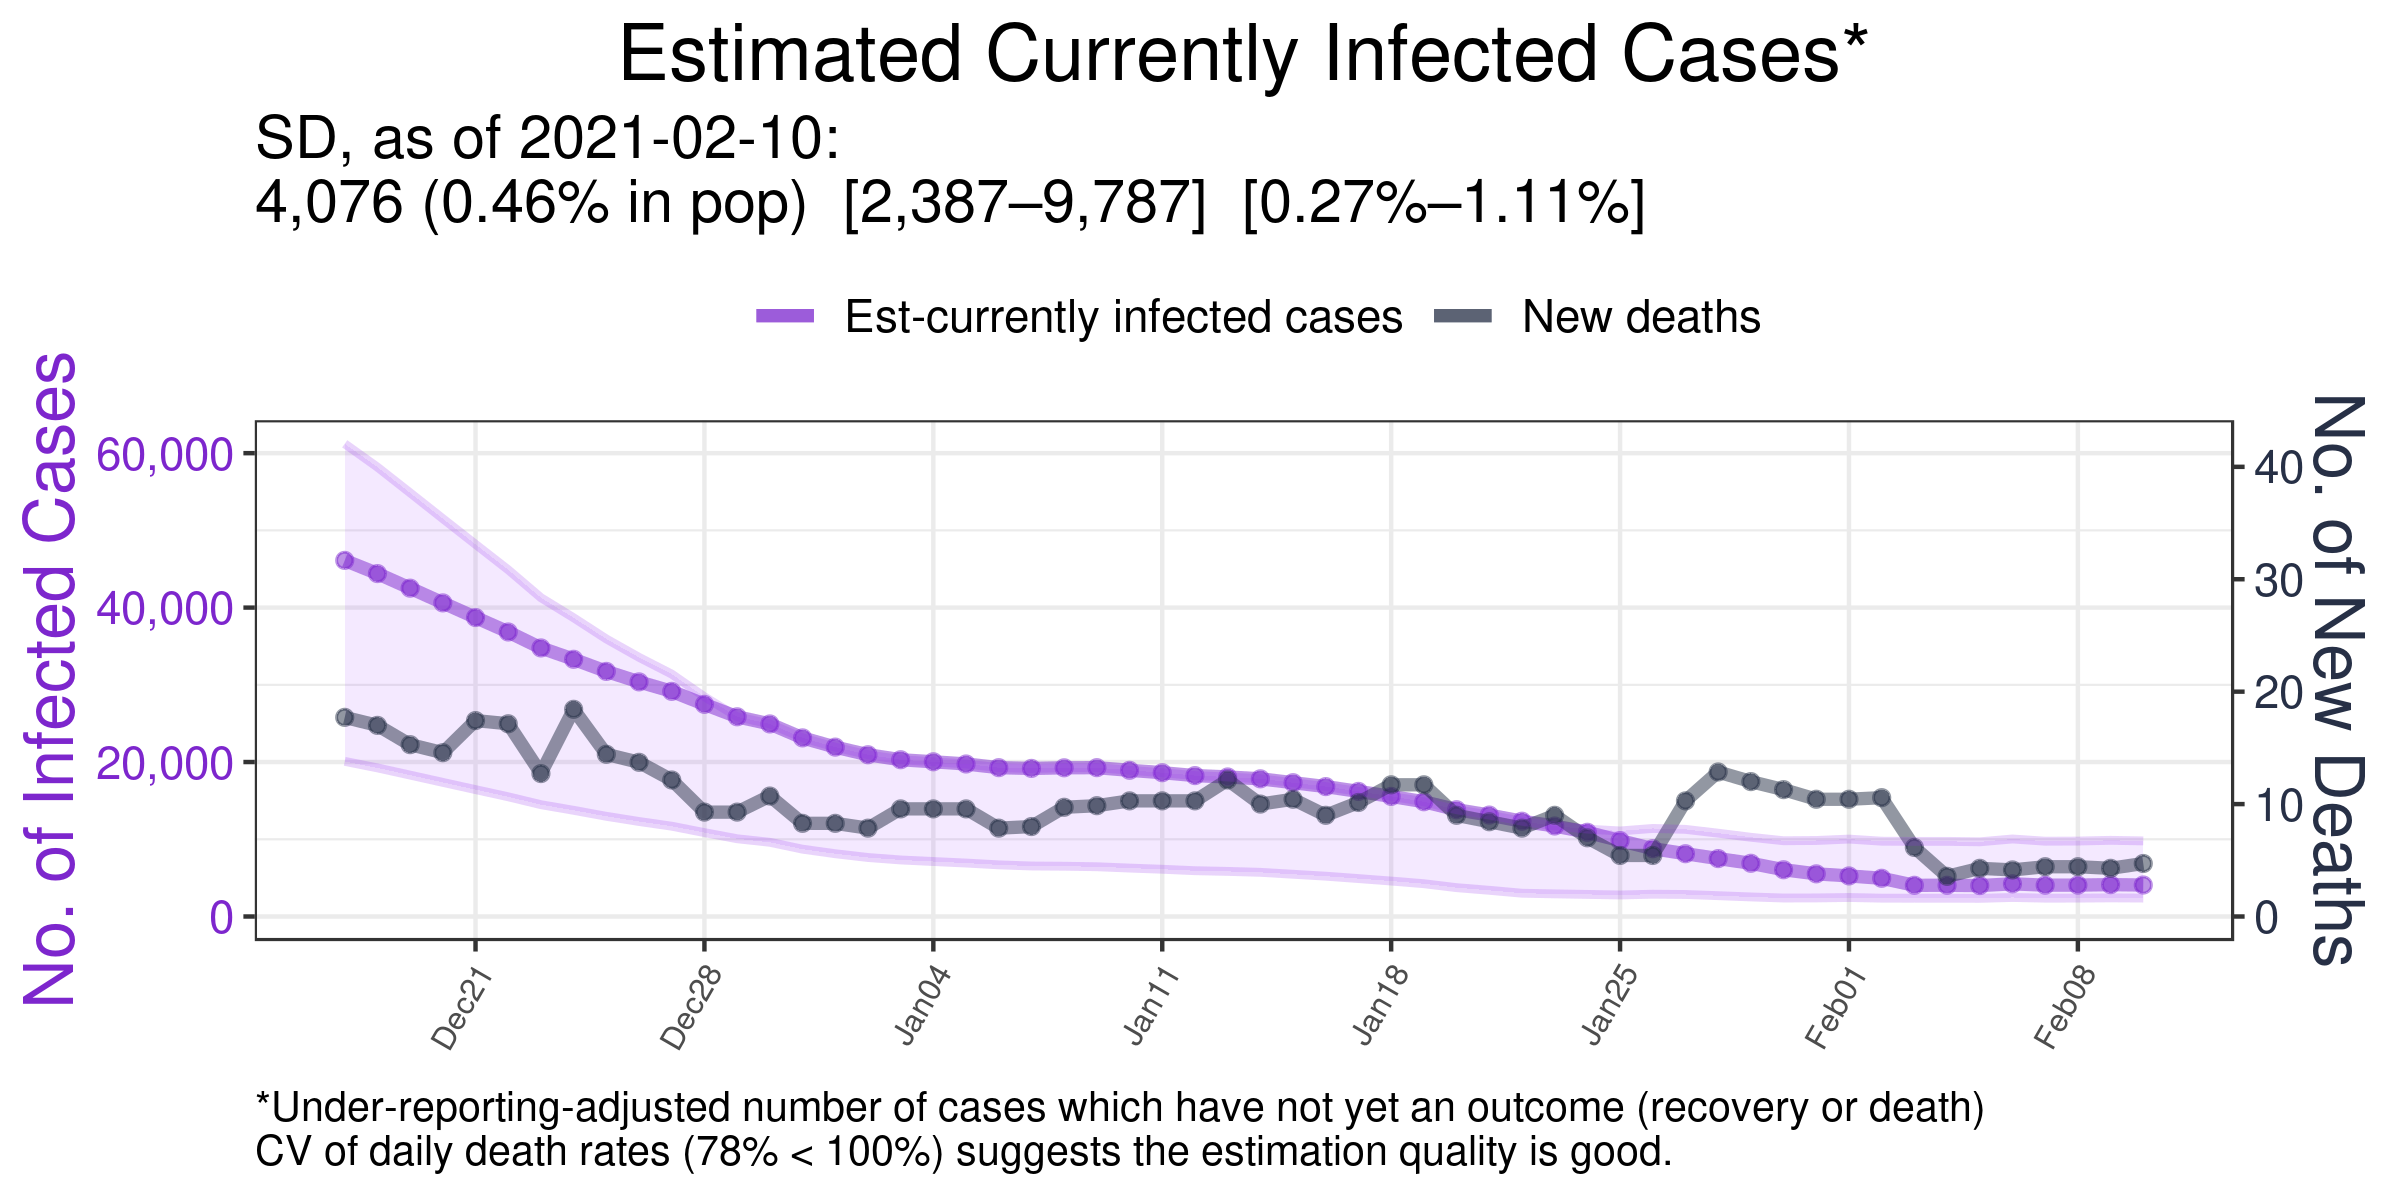 Estimated Currently Infected Cases*
SD, as of 2021-02-10:
4,076 (0.46% in pop)  [2,387–9,787]  [0.27%–1.11%]
Est-currently infected cases
New deaths
No. of Infected Cases
60,000
40,000
20,000
0
No. of New Deaths
40
30
20
10
0
Dec21
Dec28
Jan04
Jan11
Jan18
Jan25
Feb01
Feb08
*Under-reporting-adjusted number of cases which have not yet an outcome (recovery or death)
CV of daily death rates (78% < 100%) suggests the estimation quality is good.